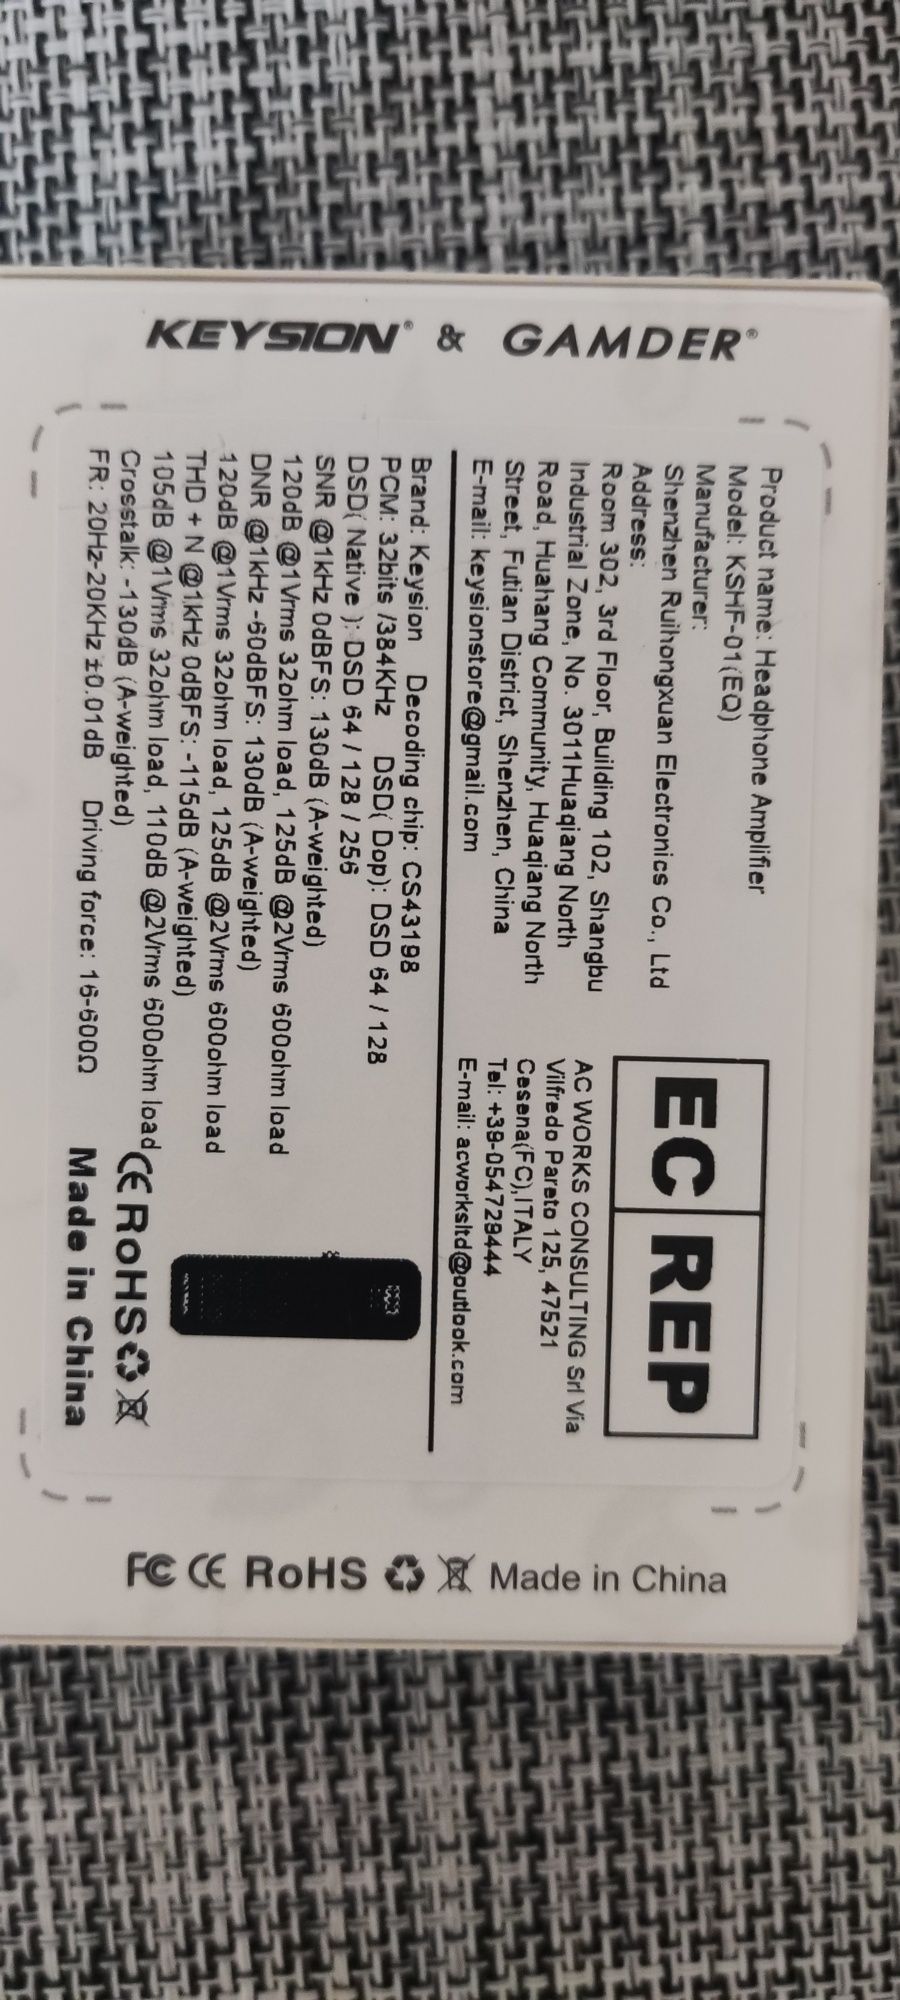 KEYSION® & GAMDER®
Product name: Headphone Amplifier
Model: KSHF-01(EQ)
Manufacturer:
Shenzhen Ruihongxuan Electronics Co., Ltd
Address:
Room 302, 3rd Floor, Building 102, Shangbu
Industrial Zone, No. 3011Huaqiang North
Road, Huahang Community, Huaqiang North
Street, Futian District, Shenzhen, China
E-mail: keysionstore@gmail.com
EC REP
AC WORKS CONSULTING Srl Via
Vilfredo Pareto 125, 47521
Cesena(FC),ITALY
Tel: +39-054729444
E-mail: acworksltd@outlook.com
Brand: Keysion Decoding chip: CS43198
PCM: 32bits /384KHz DSD( Dop): DSD 64 / 128
DSD( Native ): DSD 64 / 128 / 256
SNR @1kHz 0dBFS: 130dB (A-weighted)
120dB @1Vrms 32ohm load, 125dB @2Vrms 600ohm load
DNR @1kHz -60dBFS: 130dB (A-weighted)
120dB @1Vrms 32ohm load, 125dB @2Vrms 600ohm load
THD + N @1kHz 0dBFS: -115dB (A-weighted)
105dB @1Vrms 32ohm load, 110dB @2Vrms 600ohm load
Crosstalk: -130dB (A-weighted)
FR: 20Hz-20KHz ±0.01dB Driving force: 16-600Ω
CE RoHS
Made in China
FC CE RoHS Made in China